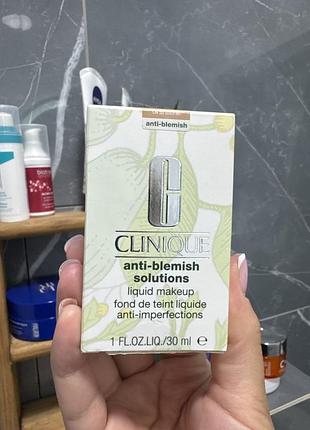 anti-blemish
CLINIQUE
anti-blemish
solutions
liquid makeup
fond de teint liquide
anti-imperfections
1 FL.OZ.LIQ./30 ml e